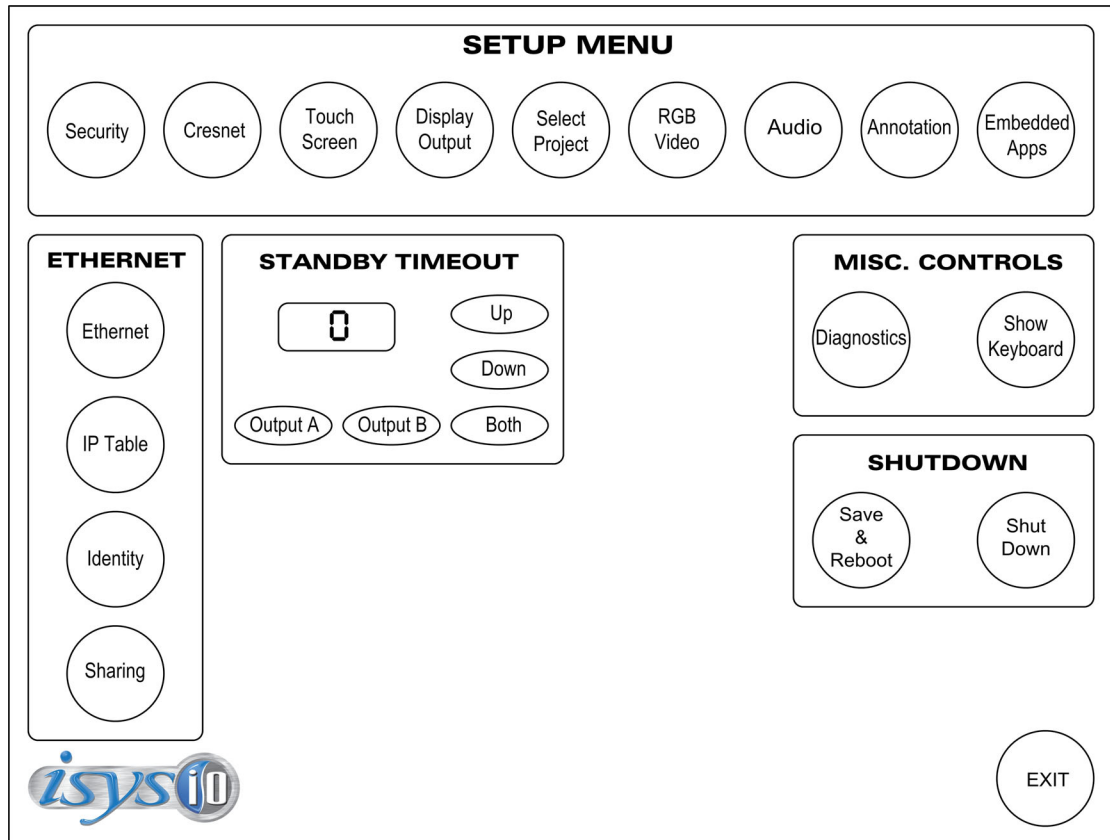 SETUP MENU
Security
Cresnet
Touch
Screen
Display
Output
Select
Project
RGB
Video
Audio
Annotation
Embedded
Apps
ETHERNET
Ethernet
IP Table
Identity
Sharing
STANDBY TIMEOUT
0
Up
Down
Output A
Output B
Both
MISC. CONTROLS
Diagnostics
Show
Keyboard
SHUTDOWN
Save
&
Reboot
Shut
Down
isys i0
EXIT